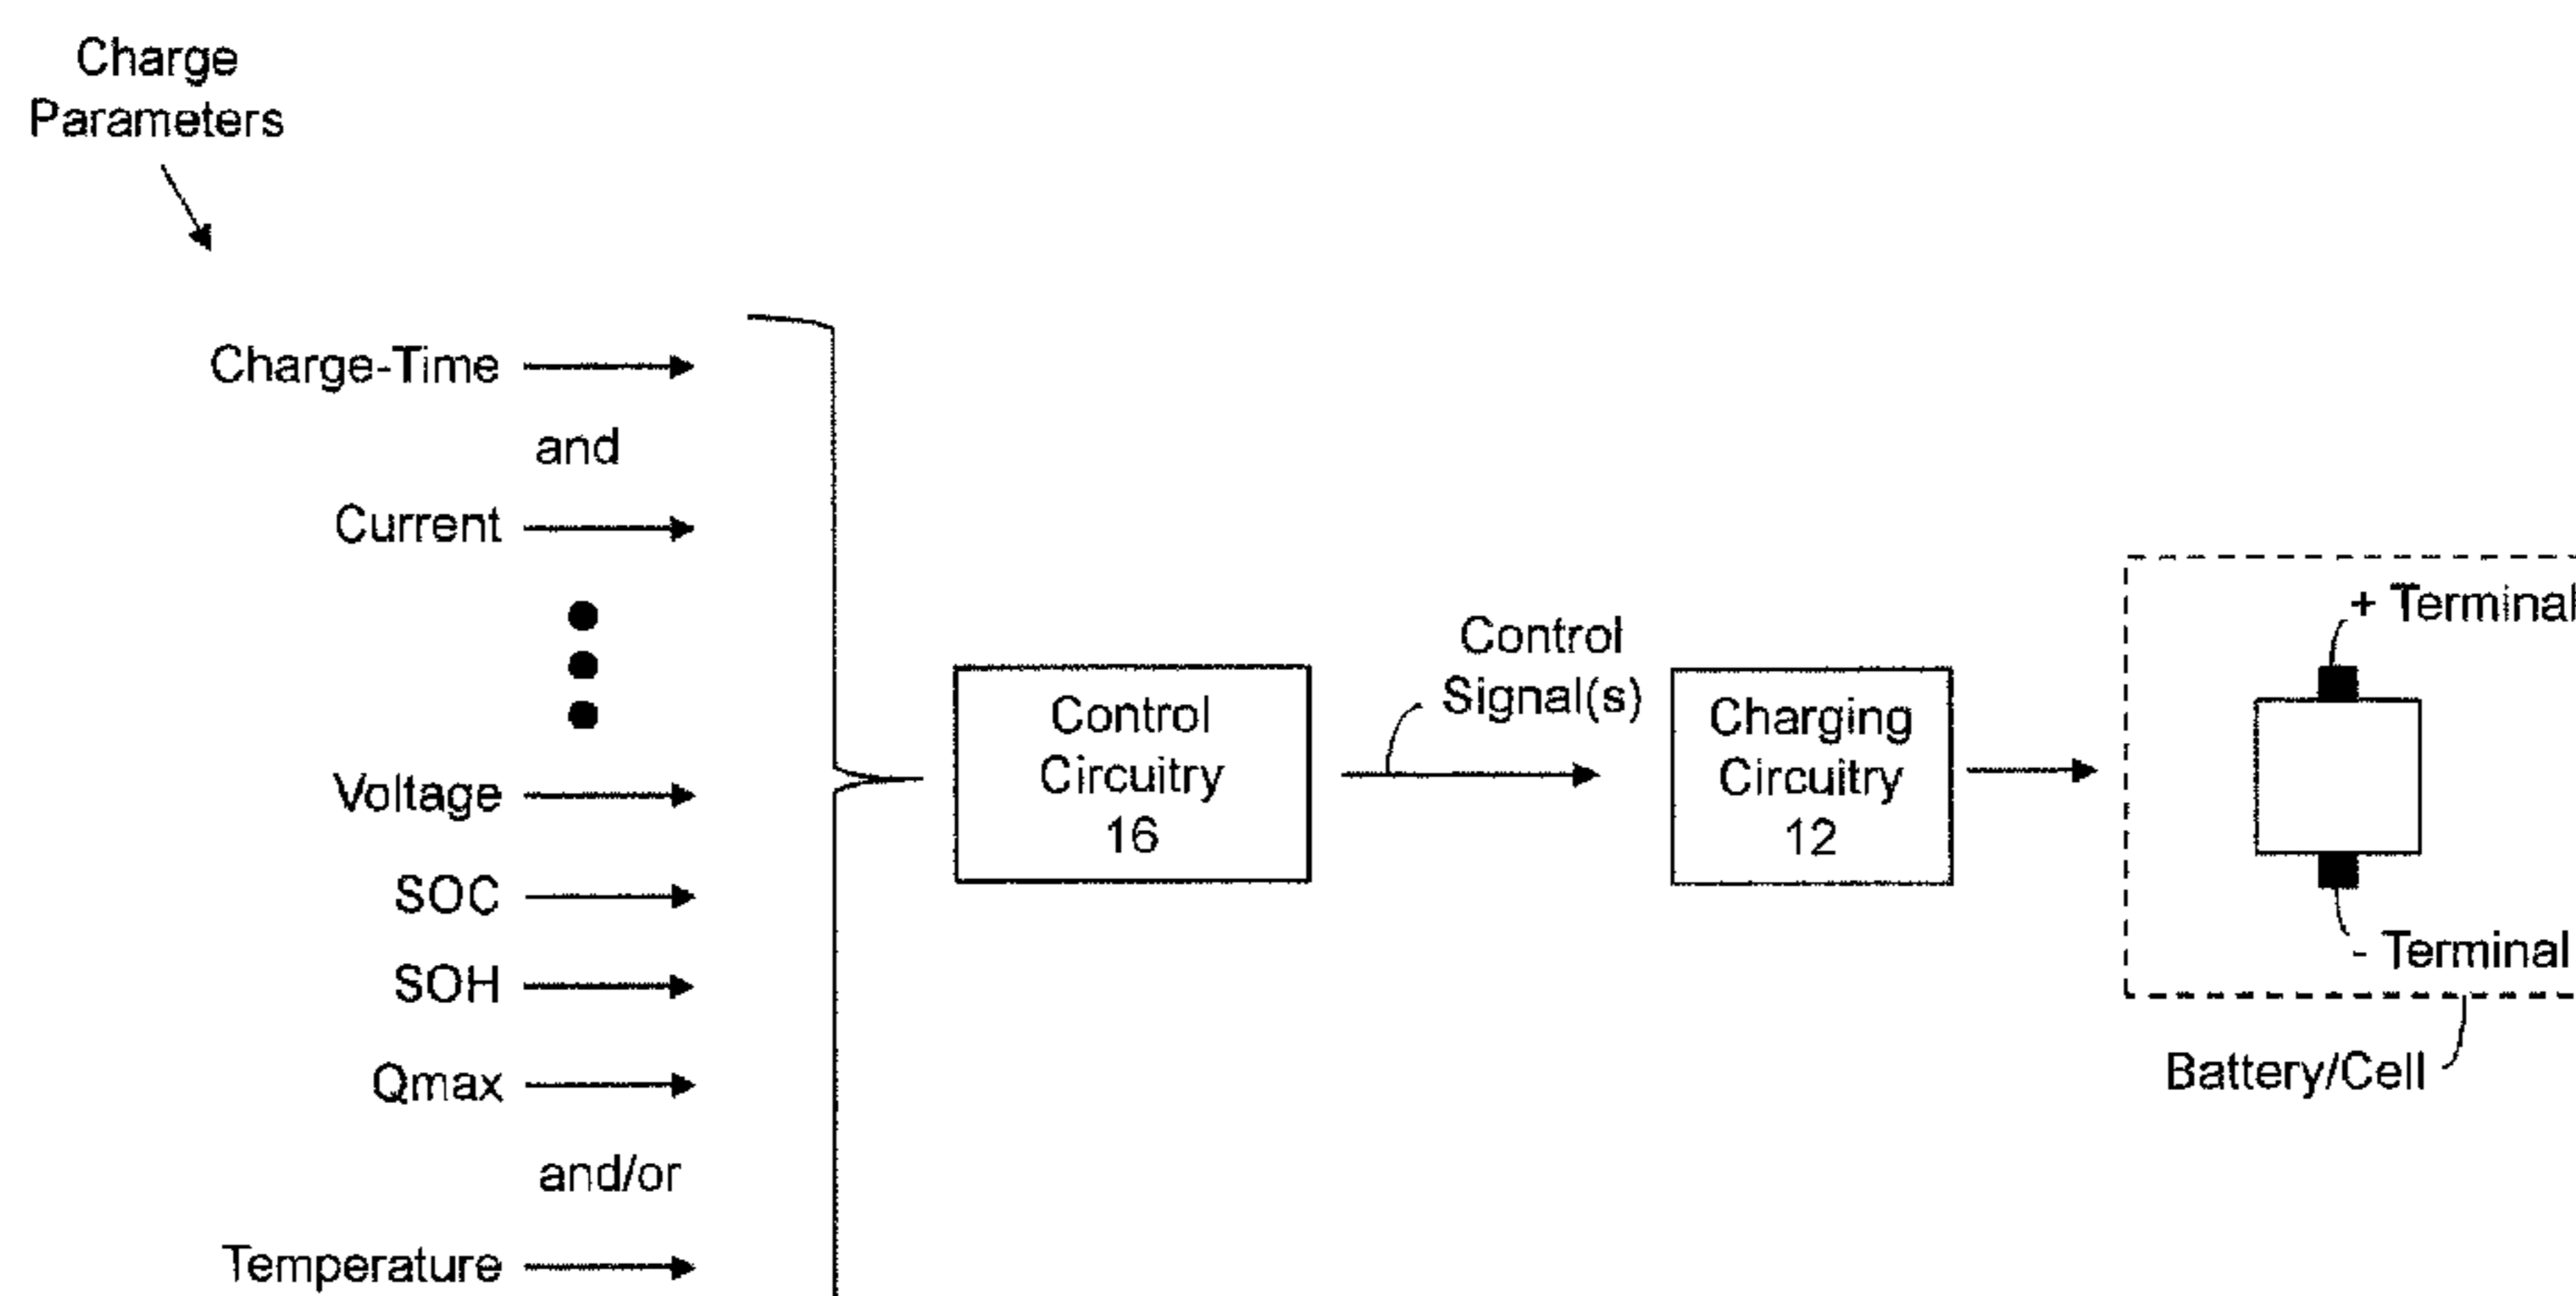 Charge
Parameters
Charge-Time
and
Current
Voltage
SOC
SOH
Qmax
and/or
Temperature
Control
Circuitry
16
Control
Signal(s)
Charging
Circuitry
12
+ Terminal
- Terminal
Battery/Cell